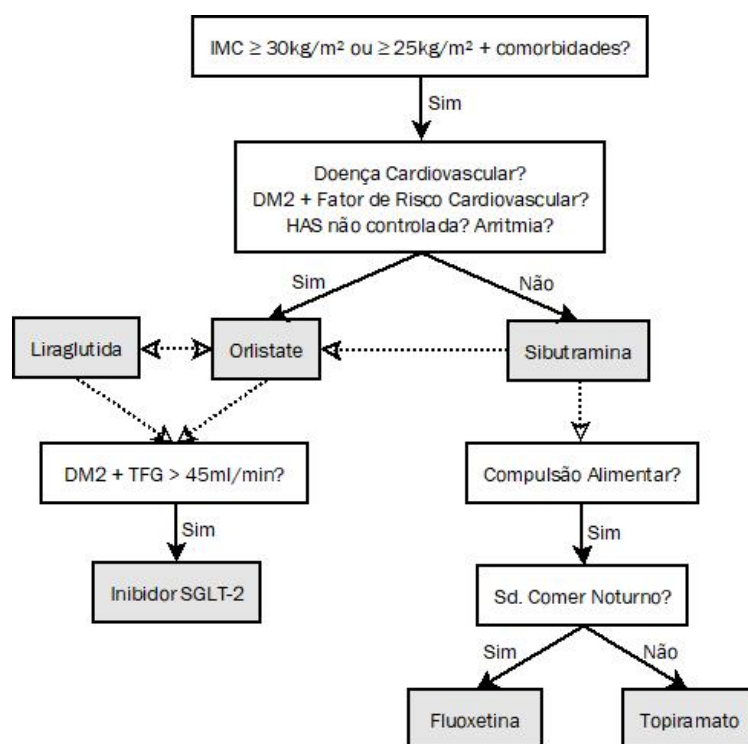 IMC ≥ 30kg/m² ou ≥ 25kg/m² + comorbidades?
Sim
Doença Cardiovascular?
DM2 + Fator de Risco Cardiovascular?
HAS não controlada? Arritmia?
Sim
Não
Liraglutida
Orlistate
Sibutramina
DM2 + TFG > 45ml/min?
Compulsão Alimentar?
Sim
Sim
Inibidor SGLT-2
Sd. Comer Noturno?
Sim
Não
Fluoxetina
Topiramato